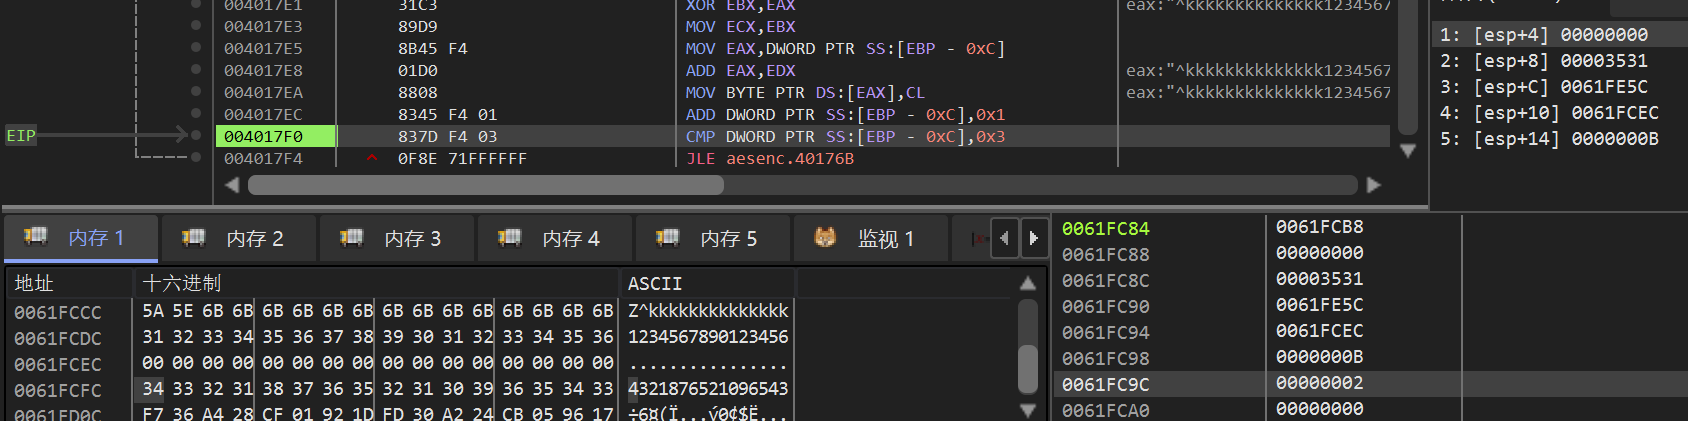 004017E1 31C3 XOR EBX,EAX eax:"^kkkkkkkkkkkkkk1234567
004017E3 89D9 MOV ECX,EBX
004017E5 8B45 F4 MOV EAX,DWORD PTR SS:[EBP - 0xC]
004017E8 01D0 ADD EAX,EDX eax:"^kkkkkkkkkkkkkk1234567
004017EA 8808 MOV BYTE PTR DS:[EAX],CL eax:"^kkkkkkkkkkkkkk1234567
004017EC 8345 F4 01 ADD DWORD PTR SS:[EBP - 0xC],0x1
EIP 004017F0 837D F4 03 CMP DWORD PTR SS:[EBP - 0xC],0x3
004017F4 ^ 0F8E 71FFFFFF JLE aesenc.40176B
1: [esp+4] 00000000
2: [esp+8] 00003531
3: [esp+C] 0061FE5C
4: [esp+10] 0061FCEC
5: [esp+14] 0000000B
内存 1 内存 2 内存 3 内存 4 内存 5 监视 1
地址 十六进制 ASCII
0061FCCC 5A 5E 6B 6B 6B 6B 6B 6B 6B 6B 6B 6B 6B 6B 6B 6B Z^kkkkkkkkkkkkkk
0061FCDC 31 32 33 34 35 36 37 38 39 30 31 32 33 34 35 36 1234567890123456
0061FCEC 00 00 00 00 00 00 00 00 00 00 00 00 00 00 00 00 ................
0061FCFC 34 33 32 31 38 37 36 35 32 31 30 39 36 35 34 33 4321876521096543
0061FD0C F7 36 A4 28 CF 01 92 1D FD 30 A2 24 CB 05 96 17 ÷6¤(Ï...ý0¢$Ë...
0061FC84 0061FCB8
0061FC88 00000000
0061FC8C 00003531
0061FC90 0061FE5C
0061FC94 0061FCEC
0061FC98 0000000B
0061FC9C 00000002
0061FCA0 00000000